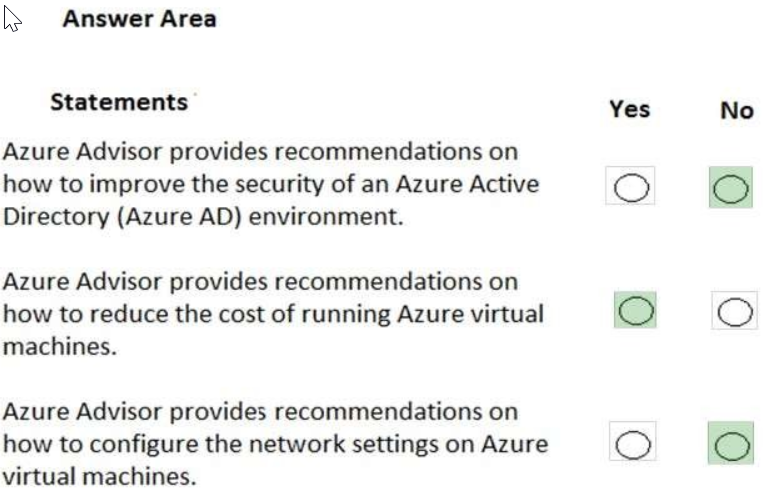 Answer Area
Statements
Yes
No
Azure Advisor provides recommendations on
how to improve the security of an Azure Active
Directory (Azure AD) environment.
Azure Advisor provides recommendations on
how to reduce the cost of running Azure virtual
machines.
Azure Advisor provides recommendations on
how to configure the network settings on Azure
virtual machines.